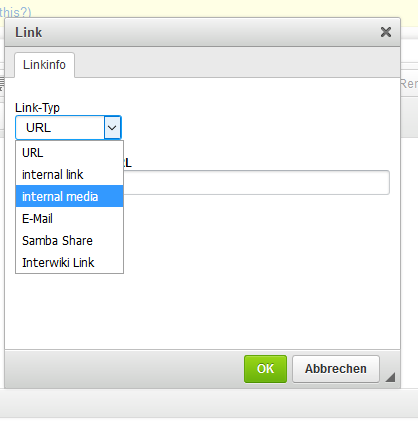 this?)
Link
Linkinfo
Link-Typ
URL
URL
internal link
internal media
E-Mail
Samba Share
Interwiki Link
OK
Abbrechen